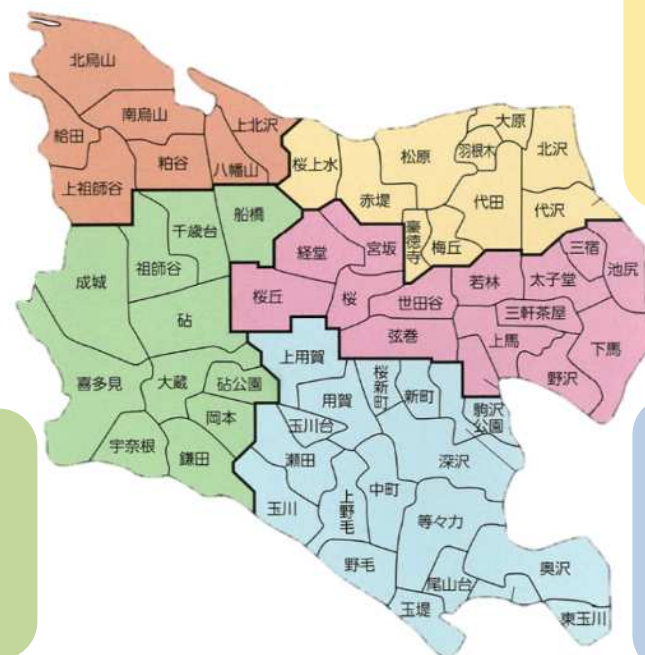 北烏山
南烏山
給田
上北沢
粕谷
八幡山
上祖師谷
桜上水
松原
大原
羽根木
北沢
赤堤
代田
代沢
豪徳寺
梅丘
船橋
千歳台
祖師谷
成城
砧
喜多見
大蔵
砧公園
岡本
宇奈根
鎌田
経堂
宮坂
桜丘
桜
世田谷
弦巻
若林
太子堂
三宿
池尻
三軒茶屋
上馬
下馬
野沢
上用賀
用賀
桜新町
新町
駒沢公園
玉川台
瀬田
深沢
中町
玉川
上野毛
等々力
野毛
奥沢
尾山台
玉堤
東玉川